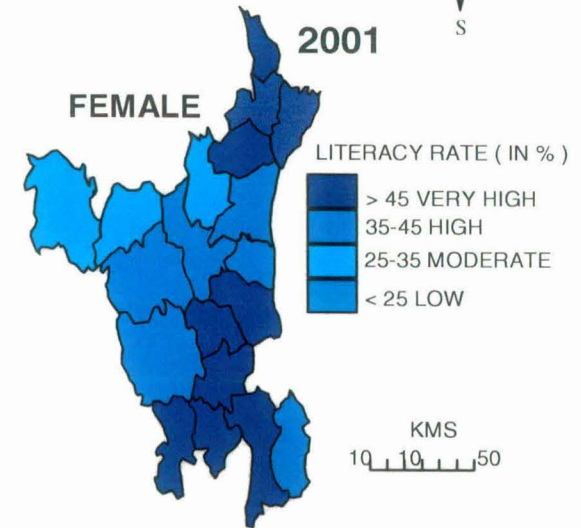 S
2001
FEMALE
LITERACY RATE ( IN % )
> 45 VERY HIGH
35-45 HIGH
25-35 MODERATE
< 25 LOW
KMS
10 10 50